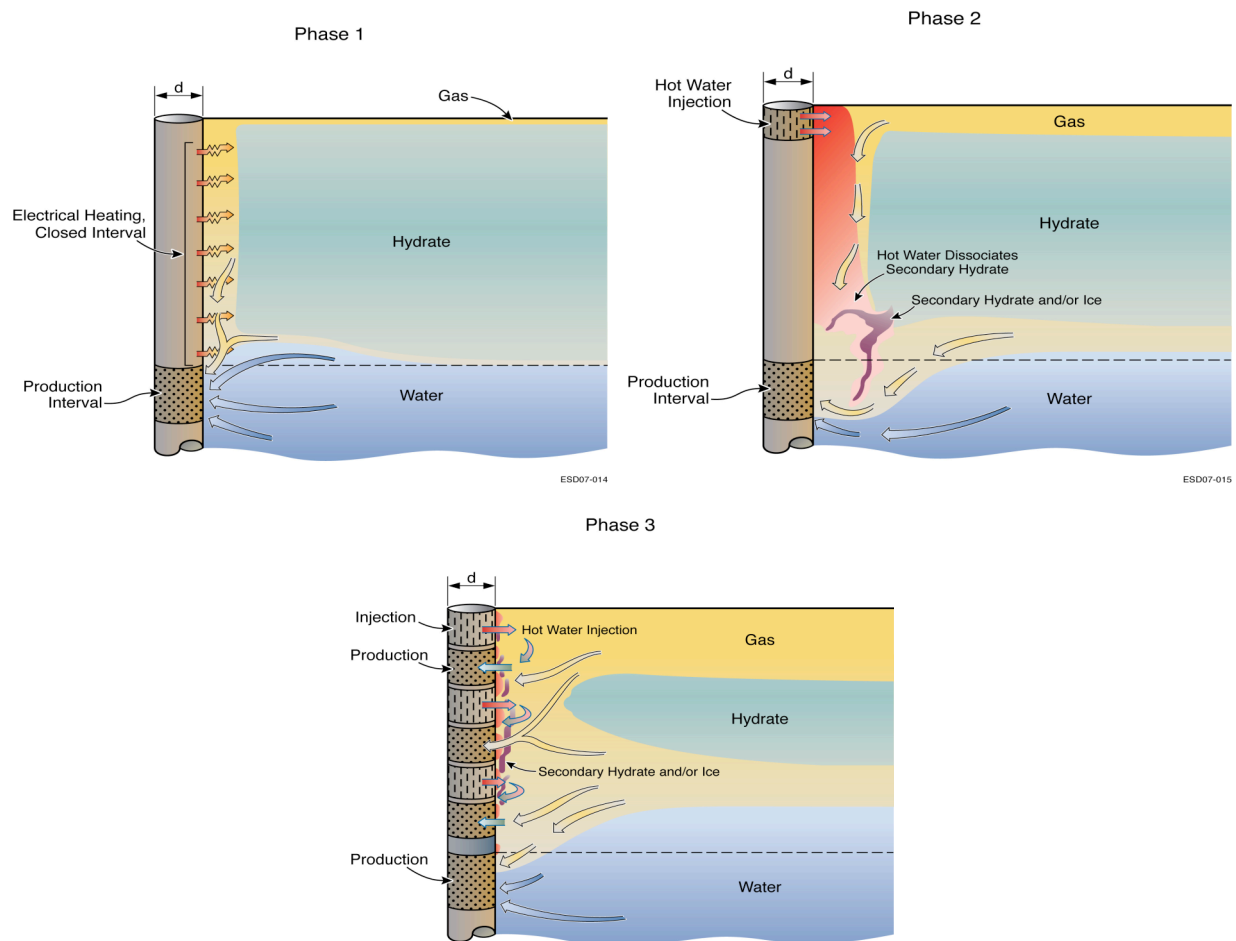 Phase 1
d
Gas
Electrical Heating,
Closed Interval
Hydrate
Production
Interval
Water
ESD07-014
Phase 2
d
Hot Water
Injection
Gas
Hydrate
Hot Water Dissociates
Secondary Hydrate
Secondary Hydrate and/or Ice
Production
Interval
Water
ESD07-015
Phase 3
d
Injection
Hot Water Injection
Gas
Production
Hydrate
Secondary Hydrate and/or Ice
Production
Water